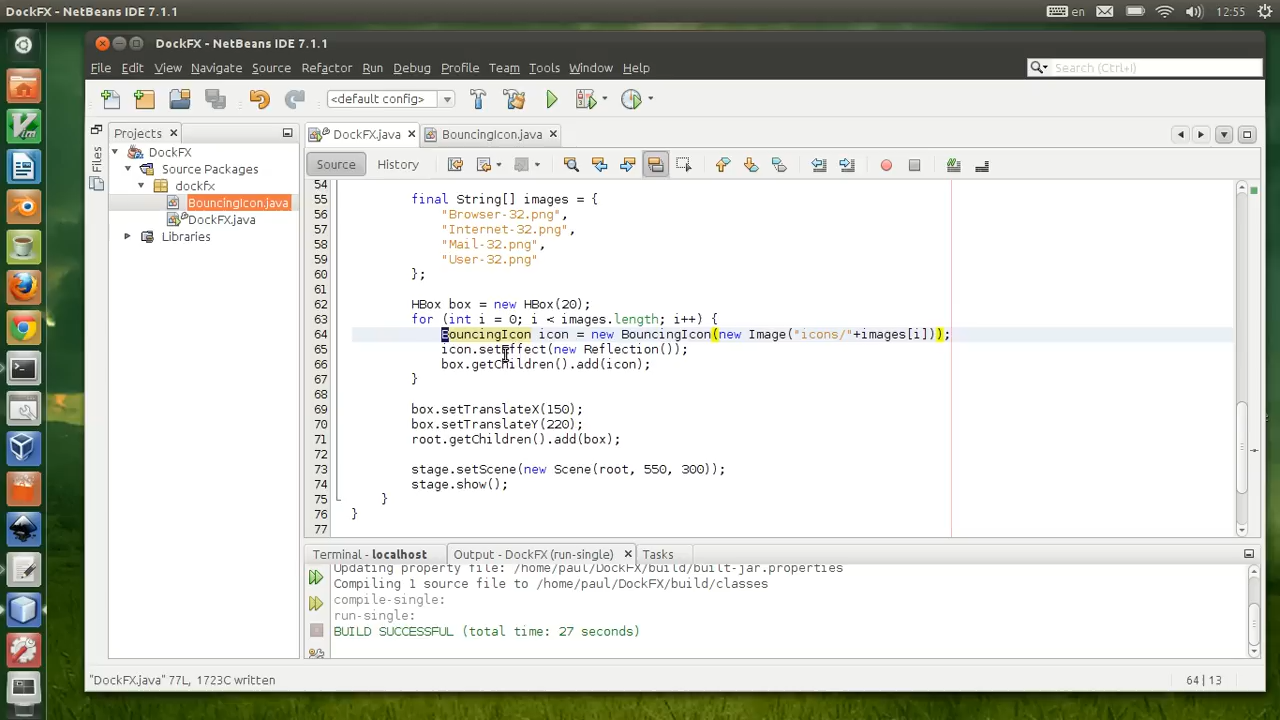 DockFX - NetBeans IDE 7.1.1
en
12:55
DockFX - NetBeans IDE 7.1.1
File Edit View Navigate Source Refactor Run Debug Profile Team Tools Window Help
Search (Ctrl+I)
<default config>
Projects
DockFX.java
BouncingIcon.java
Files
Source
History
DockFX
Source Packages
dockfx
BouncingIcon.java
DockFX.java
Libraries
54
55 final String[] images = {
56 "Browser-32.png",
57 "Internet-32.png",
58 "Mail-32.png",
59 "User-32.png"
60 };
61
62 HBox box = new HBox(20);
63 for (int i = 0; i < images.length; i++) {
64 BouncingIcon icon = new BouncingIcon(new Image("icons/"+images[i]));
65 icon.setEffect(new Reflection());
66 box.getChildren().add(icon);
67 }
68
69 box.setTranslateX(150);
70 box.setTranslateY(220);
71 root.getChildren().add(box);
72
73 stage.setScene(new Scene(root, 550, 300));
74 stage.show();
75 }
76 }
77
Terminal - localhost
Output - DockFX (run-single)
Tasks
Updating property file: /home/paul/DockFX/build/built-jar.properties
Compiling 1 source file to /home/paul/DockFX/build/classes
compile-single:
run-single:
BUILD SUCCESSFUL (total time: 27 seconds)
"DockFX.java" 77L, 1723C written
64 | 13